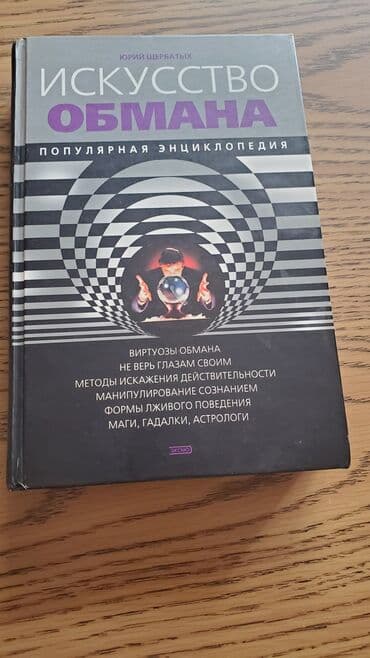 ЮРИЙ ЩЕРБАТЫХ
ИСКУССТВО
ОБМАНА
ПОПУЛЯРНАЯ ЭНЦИКЛОПЕДИЯ
ВИРТУОЗЫ ОБМАНА
НЕ ВЕРЬ ГЛАЗАМ СВОИМ
МЕТОДЫ ИСКАЖЕНИЯ ДЕЙСТВИТЕЛЬНОСТИ
МАНИПУЛИРОВАНИЕ СОЗНАНИЕМ
ФОРМЫ ЛЖИВОГО ПОВЕДЕНИЯ
МАГИ, ГАДАЛКИ, АСТРОЛОГИ
ЭКСМО